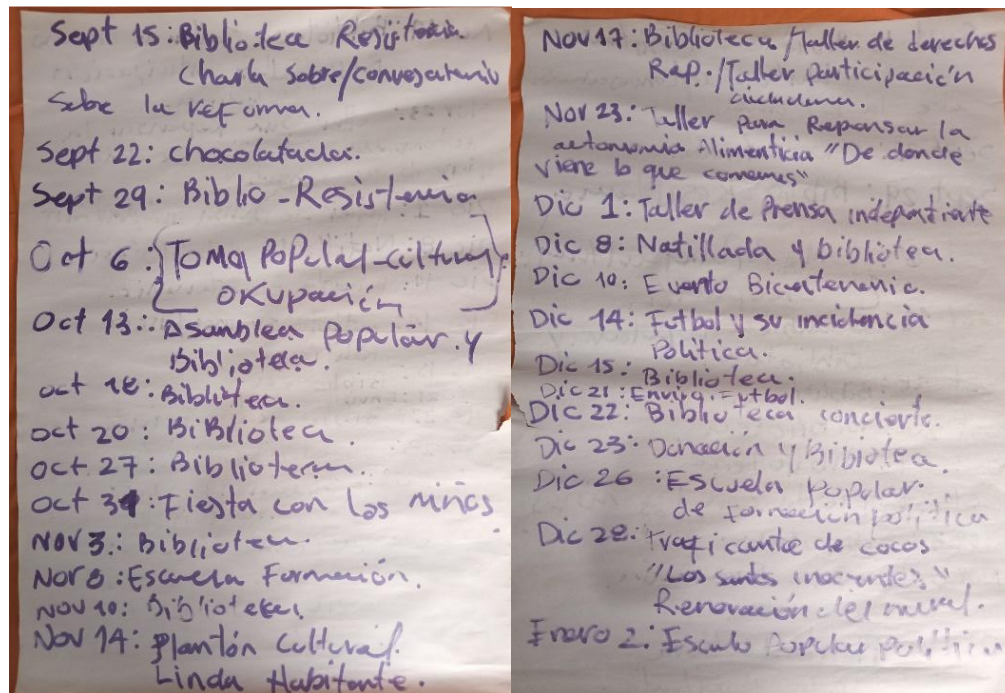 Sept 15: Biblioteca Resistencia
Charla sobre/conversatorio
sobre la reforma.
Sept 22: chocolatada.
Sept 29: Biblio-Resistencia
Oct 6: Toma Popular-cultural
okupación
Oct 13: Asamblea popular y
Biblioteca.
oct 18: Biblioteca.
oct 20: BiBlioteca.
oct 27: Biblioteca.
Oct 31: Fiesta con los niños
Nov 3: Biblioteca.
Nov 8: Escuela Formación.
Nov 10: Biblioteca.
Nov 14: Plantón cultural.
Linda Habitante.
Nov 17: Biblioteca/Taller de derechos
Rap./Taller participación
ciudadana.
Nov 23: Taller para Repensar la
autonomia Alimenticia "De donde
viene lo que comemos"
Dic 1: Taller de Prensa
Dic 8: Natillada y biblioteca.
Dic 10: Evento Bicentenario.
Dic 14: Futbol y su incidencia
Política.
Dic 15: Biblioteca.
Dic 21: Futbol.
Dic 22: Biblioteca concierto.
Dic 23: Donación y Bibiotea.
Dic 26: Escuela popular
de formación política
Dic 28: Traficante de cocos
"Los santos inocentes"
Renovación del mural.
Enero 2: Popular